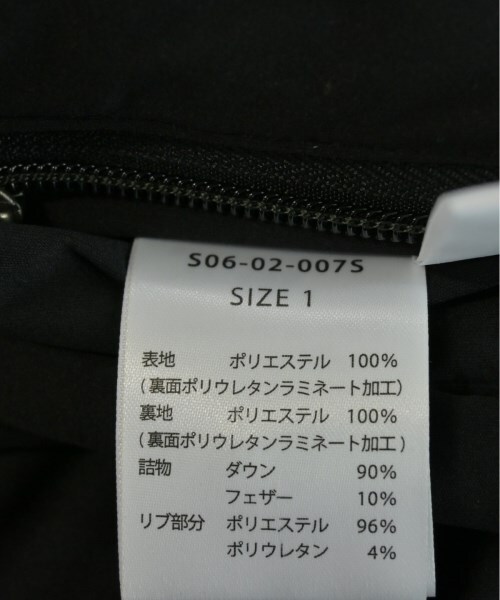 S06-02-007S
SIZE 1
表地 ポリエステル 100%
(裏面ポリウレタンラミネート加工)
裏地 ポリエステル 100%
(裏面ポリウレタンラミネート加工)
詰物 ダウン 90%
フェザー 10%
リブ部分 ポリエステル 96%
ポリウレタン 4%